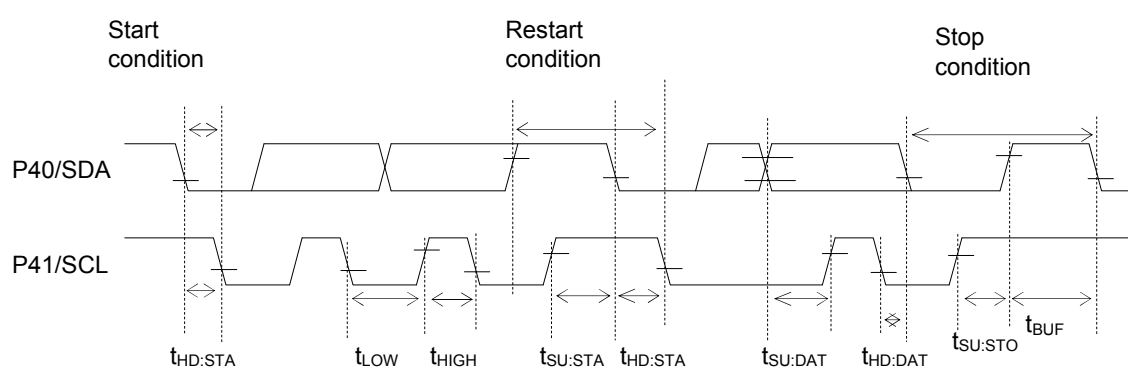 Start
condition
Restart
condition
Stop
condition
P40/SDA
P41/SCL
tHD:STA
tLOW
tHIGH
tSU:STA
tHD:STA
tSU:DAT
tHD:DAT
tSU:STO
tBUF